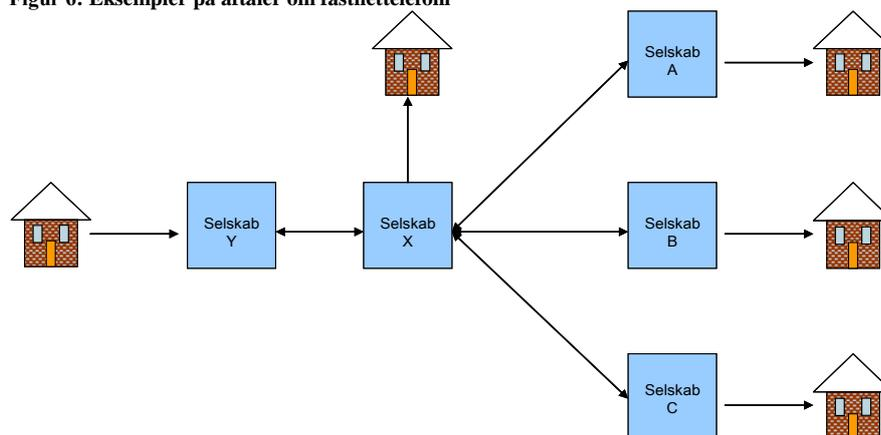 Figur 6: Eksempler på aftaler om fastnettelefoni
Selskab
A
Selskab
Y
Selskab
X
Selskab
B
Selskab
C